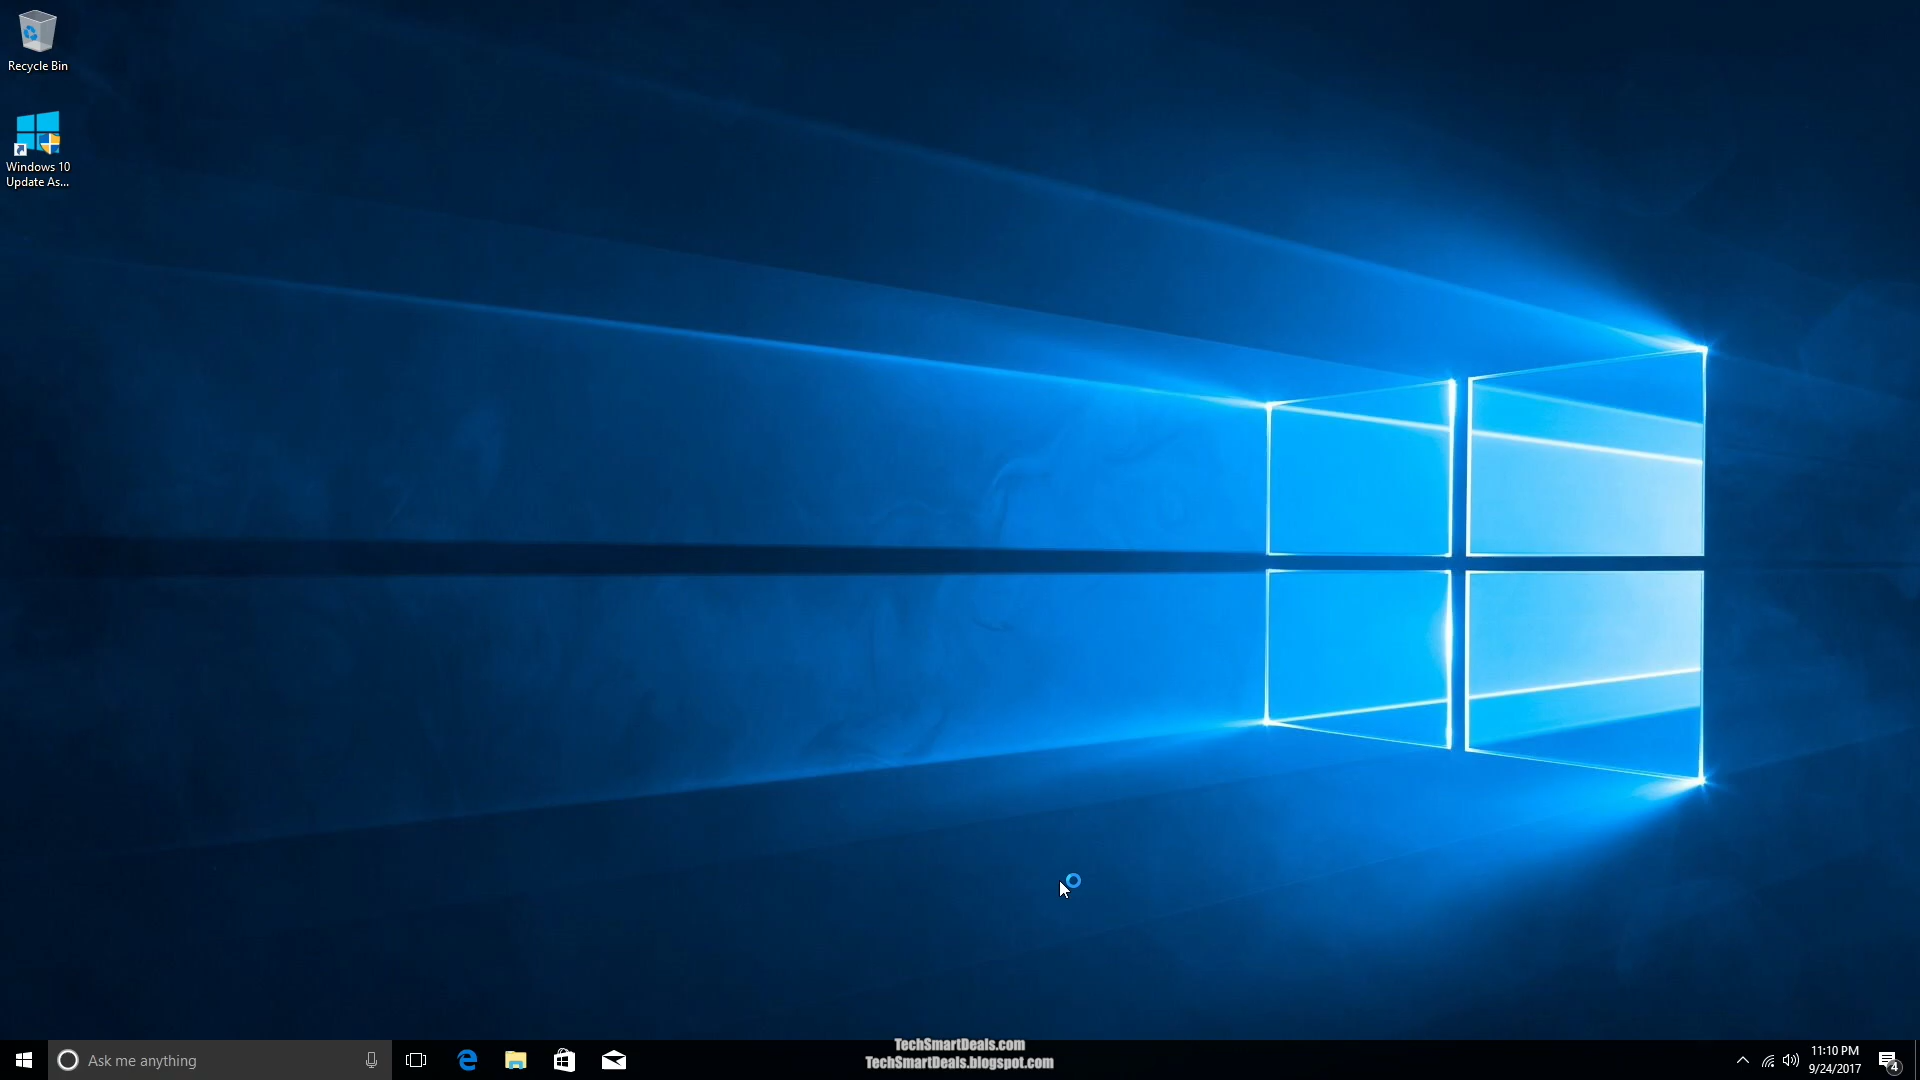 Recycle Bin
Windows 10
Update As...
Ask me anything
TechSmartDeals.com
TechSmartDeals.blogspot.com
11:10 PM
9/24/2017
4